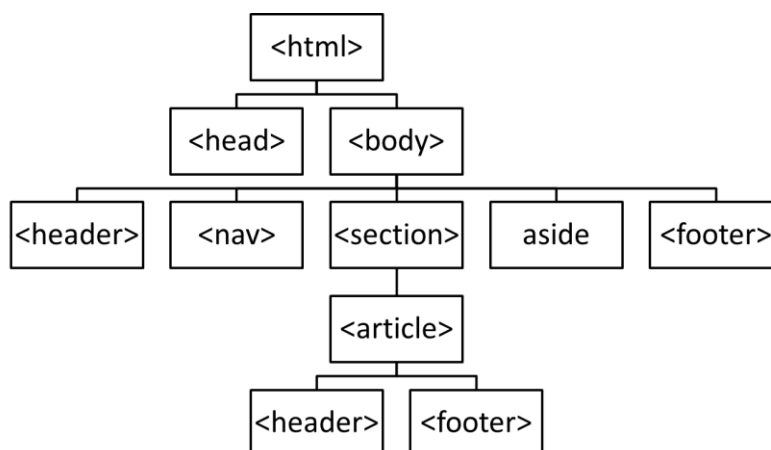 <html>
<head> <body>
<header> <nav> <section> aside <footer>
<article>
<header> <footer>